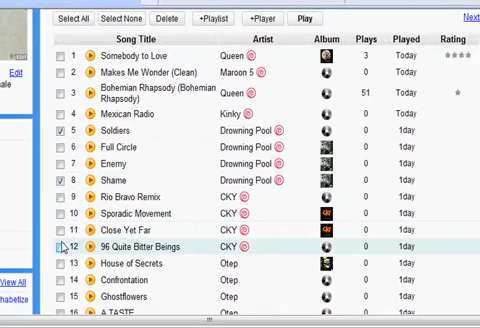 Select All Select None Delete +Playlist +Player Play Next
Song Title Artist Album Plays Played Rating
1 Somebody to Love Queen 3 Today
Edit
2 Makes Me Wonder (Clean) Maroon 5 0 Today
ale
3 Bohemian Rhapsody (Bohemian Rhapsody) Queen 51 Today
4 Mexican Radio Kinky 0 Today
5 Soldiers Drowning Pool 0 1day
6 Full Circle Drowning Pool 0 1day
7 Enemy Drowning Pool 0 1day
8 Shame Drowning Pool 0 1day
9 Rio Bravo Remix CKY 0 1day
10 Sporadic Movement CKY 0 1day
11 Close Yet Far CKY 0 1day
12 96 Quite Bitter Beings CKY 0 1day
13 House of Secrets Otep 0 1day
View All
14 Confrontation Otep 0 1day
habetize
15 Ghostflowers Otep 0 1day
16 A TASTE Otep 0 1day